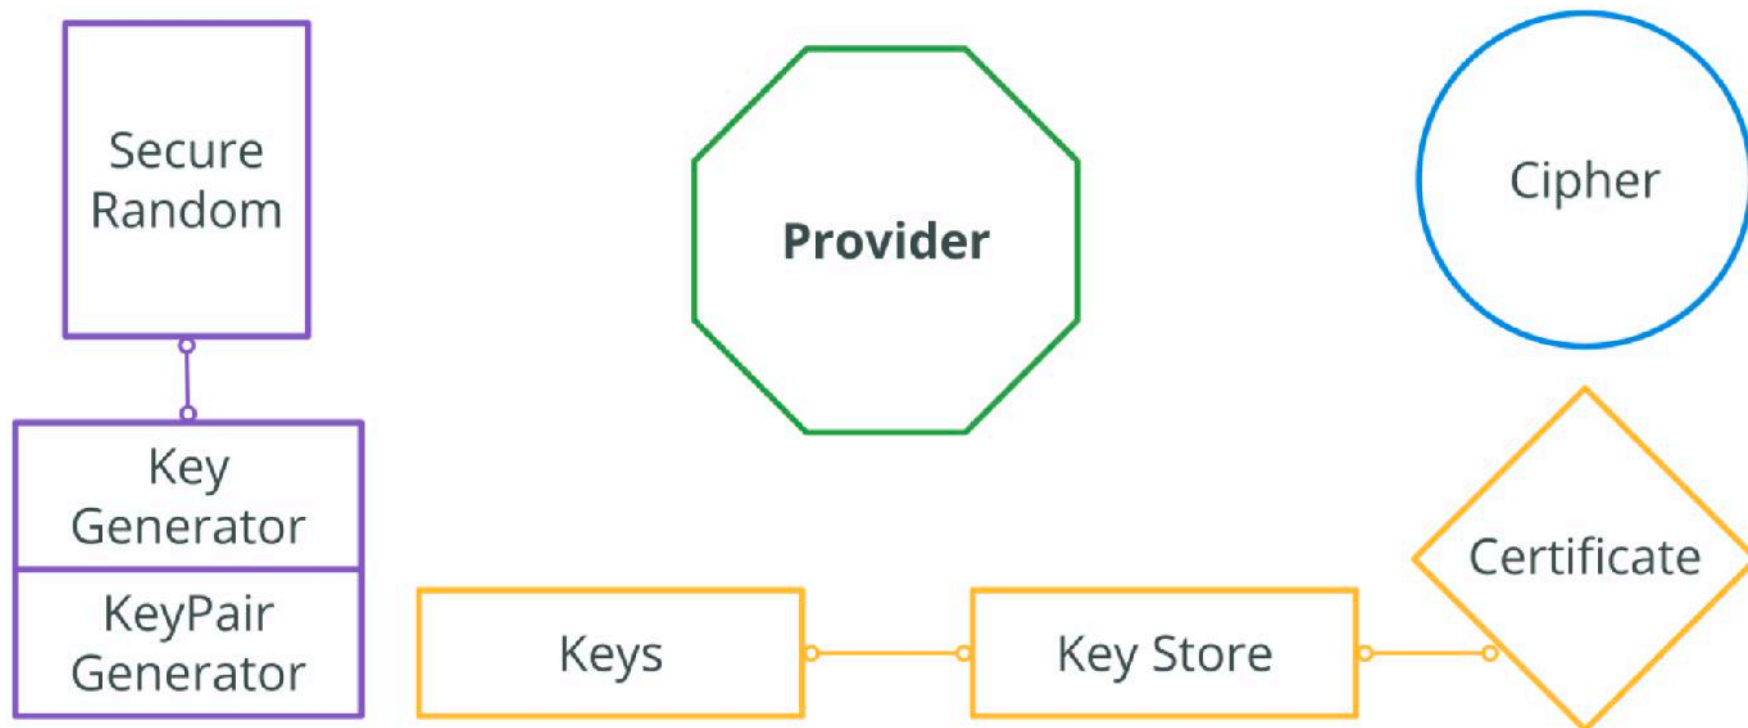 Secure
Random
Provider
Cipher
Key
Generator
KeyPair
Generator
Keys
Key Store
Certificate